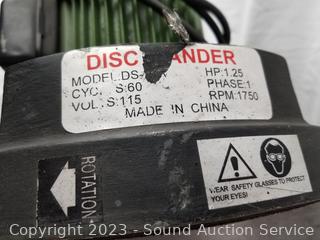 DISC SANDER
MODEL:DS- HP:1.25
CYC S:60 PHASE:1
VOL S:115 RPM:1750
MADE IN CHINA
ROTATION
WEAR SAFETY GLASSES TO PROTECT
YOUR EYES!
Copyright © 2023 - Sound Auction Service